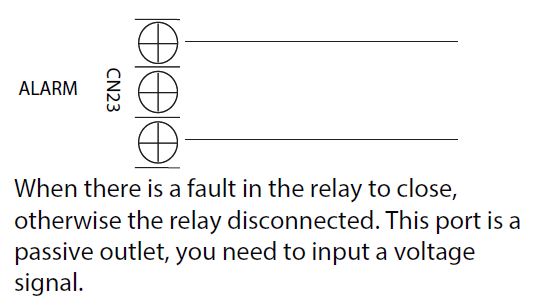 ALARM
CN23
When there is a fault in the relay to close,
otherwise the relay disconnected. This port is a
passive outlet, you need to input a voltage
signal.